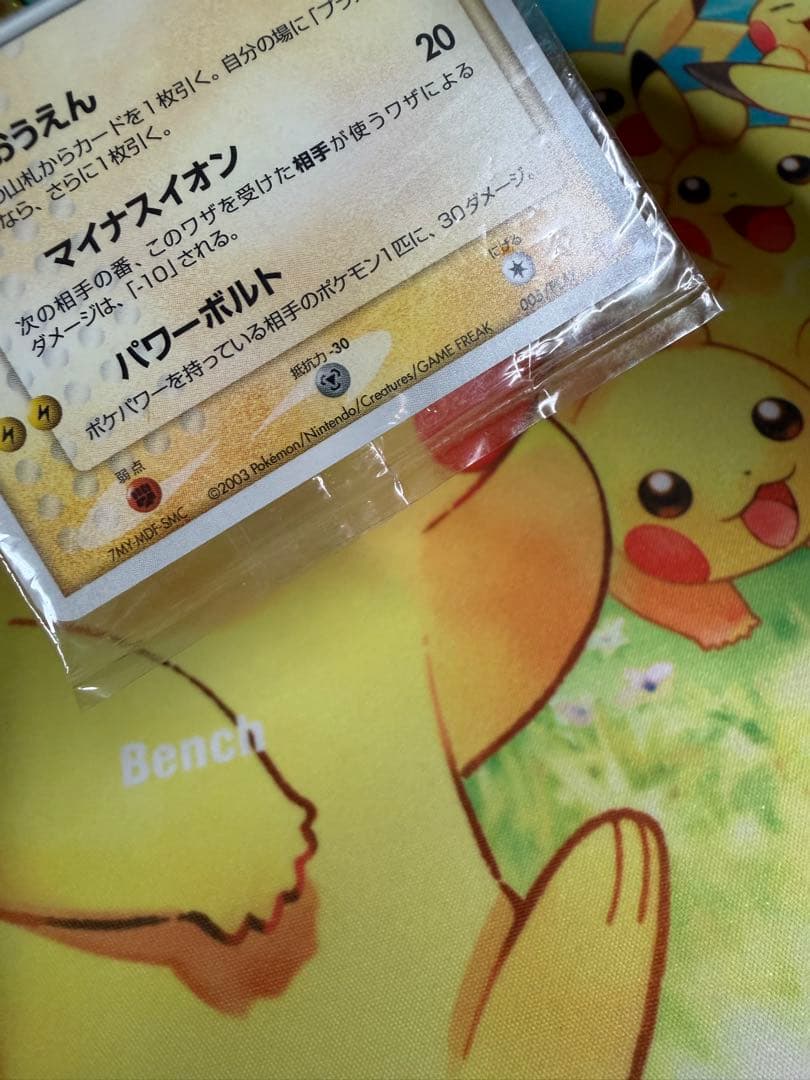 おうえん
の山札からカードを1枚引く。自分の場に「プラ
なら、さらに1枚引く。
マイナスイオン 20
次の相手の番、このワザを受けた相手が使うワザによる
ダメージは、「-10」される。
パワーボルト
ポケパワーを持っている相手のポケモン1匹に、30ダメージ。
弱点
抵抗力 -30
にげる
7MY-MDF-SMC
©2003 Pokémon/Nintendo/Creatures/GAME FREAK
Bench